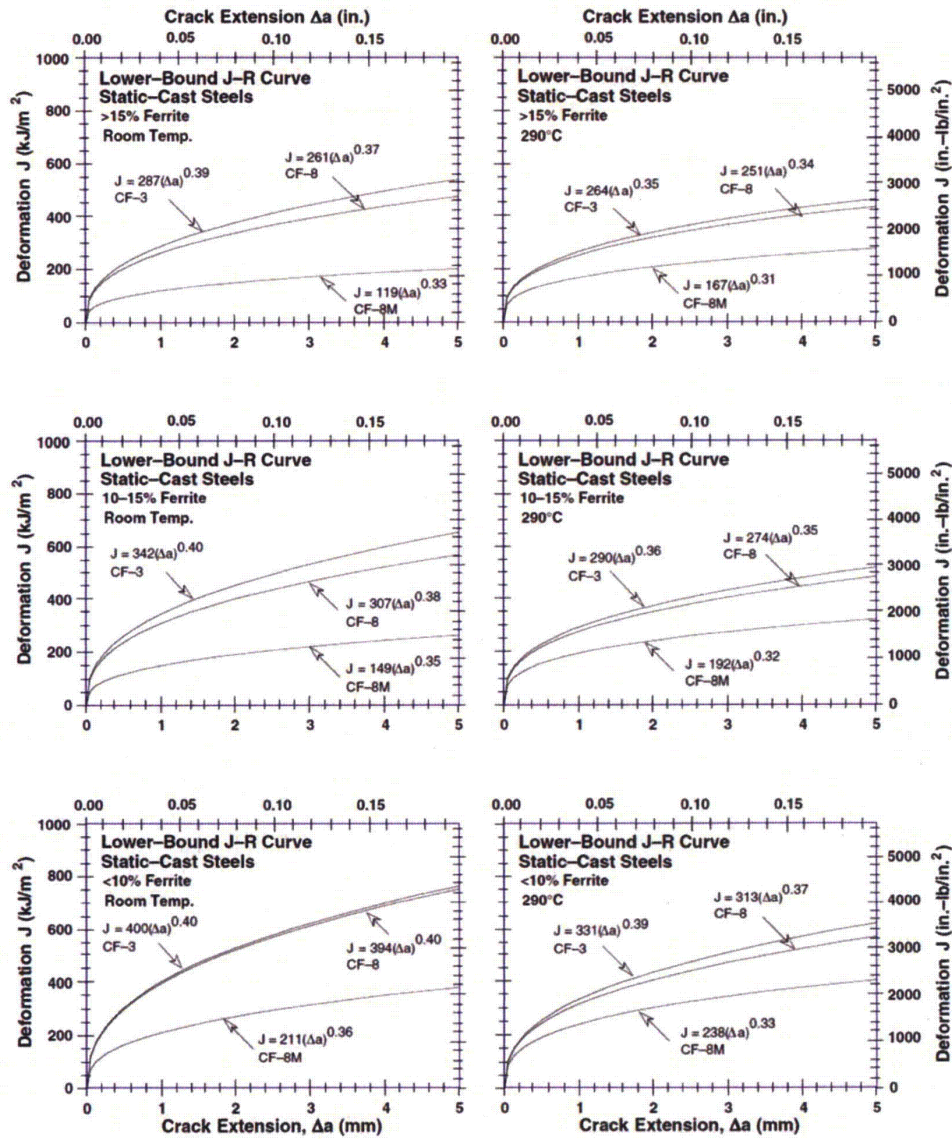 Crack Extension Δa (in.)
0.00 0.05 0.10 0.15
1000
800
600
400
200
0
Deformation J (kJ/m²)
Lower–Bound J–R Curve
Static–Cast Steels
>15% Ferrite
Room Temp.
J = 287(Δa)^0.39
CF–3
J = 261(Δa)^0.37
CF–8
J = 119(Δa)^0.33
CF–8M
0 1 2 3 4 5
Crack Extension Δa (in.)
0.00 0.05 0.10 0.15
Lower–Bound J–R Curve
Static–Cast Steels
>15% Ferrite
290°C
J = 264(Δa)^0.35
CF–3
J = 251(Δa)^0.34
CF–8
J = 167(Δa)^0.31
CF–8M
5000
4000
3000
2000
1000
0
Deformation J (in.–lb/in.²)
0 1 2 3 4 5
0.00 0.05 0.10 0.15
1000
800
600
400
200
0
Deformation J (kJ/m²)
Lower–Bound J–R Curve
Static–Cast Steels
10–15% Ferrite
Room Temp.
J = 342(Δa)^0.40
CF–3
J = 307(Δa)^0.38
CF–8
J = 149(Δa)^0.35
CF–8M
0 1 2 3 4 5
0.00 0.05 0.10 0.15
Lower–Bound J–R Curve
Static–Cast Steels
10–15% Ferrite
290°C
J = 290(Δa)^0.36
CF–3
J = 274(Δa)^0.35
CF–8
J = 192(Δa)^0.32
CF–8M
5000
4000
3000
2000
1000
0
Deformation J (in.–lb/in.²)
0 1 2 3 4 5
0.00 0.05 0.10 0.15
1000
800
600
400
200
0
Deformation J (kJ/m²)
Lower–Bound J–R Curve
Static–Cast Steels
<10% Ferrite
Room Temp.
J = 400(Δa)^0.40
CF–3
J = 394(Δa)^0.40
CF–8
J = 211(Δa)^0.36
CF–8M
0 1 2 3 4 5
Crack Extension, Δa (mm)
0.00 0.05 0.10 0.15
Lower–Bound J–R Curve
Static–Cast Steels
<10% Ferrite
290°C
J = 331(Δa)^0.39
CF–3
J = 313(Δa)^0.37
CF–8
J = 238(Δa)^0.33
CF–8M
5000
4000
3000
2000
1000
0
Deformation J (in.–lb/in.²)
0 1 2 3 4 5
Crack Extension, Δa (mm)